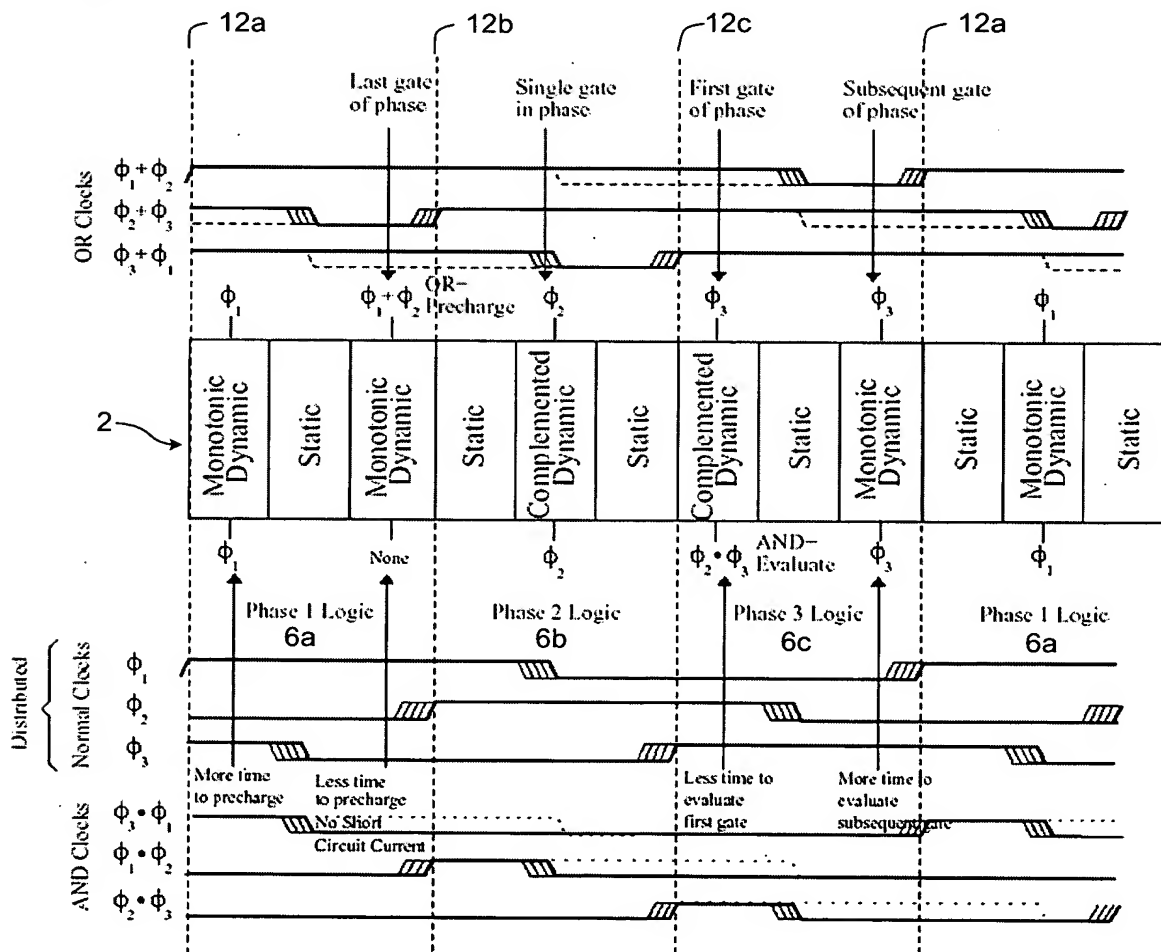 12a
12b
12c
12a
Last gate
of phase
Single gate
in phase
First gate
of phase
Subsequent gate
of phase
OR Clocks
ϕ1 + ϕ2
ϕ2 + ϕ3
ϕ3 + ϕ1
ϕ1
ϕ1 + ϕ2
OR–
Precharge
ϕ2
ϕ3
ϕ3
ϕ1
2
Monotonic
Dynamic
Static
Monotonic
Dynamic
Static
Complemented
Dynamic
Static
Complemented
Dynamic
Static
Monotonic
Dynamic
Static
Monotonic
Dynamic
Static
ϕ1
None
ϕ2
ϕ2 • ϕ3
AND–
Evaluate
ϕ3
ϕ1
Phase 1 Logic
6a
Phase 2 Logic
6b
Phase 3 Logic
6c
Phase 1 Logic
6a
Distributed
Normal Clocks
ϕ1
ϕ2
ϕ3
More time
to precharge
Less time
to precharge
No Short
Circuit Current
Less time to
evaluate
first gate
More time to
evaluate
subsequent gate
AND Clocks
ϕ3 • ϕ1
ϕ1 • ϕ2
ϕ2 • ϕ3